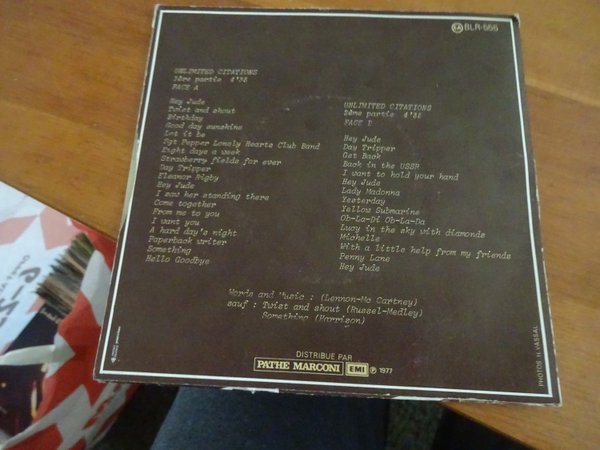 BLR-666
UNLIMITED CITATIONS
1ère partie 4'35
FACE A
Hey Jude
Twist and shout
Birthday
Good day sunshine
Let it be
Sgt Pepper Lonely Hearts Club Band
Eight days a week
Strawberry fields for ever
Day Tripper
Eleanor Rigby
Hey Jude
I saw her standing there
Come together
From me to you
I want you
A hard day's night
Paperback writer
Something
Hello Goodbye
UNLIMITED CITATIONS
2ème partie 4'35
FACE B
Hey Jude
Day Tripper
Get Back
Back in the USSR
I want to hold your hand
Hey Jude
Lady Madonna
Yesterday
Yellow Submarine
Ob-La-Di Ob-La-Da
Lucy in the sky with diamonds
Michelle
With a little help from my friends
Penny Lane
Hey Jude
Words and Music : (Lennon-Mc Cartney)
sauf : Twist and shout (Russel-Medley)
Something (Harrison)
DISTRIBUÉ PAR
PATHE MARCONI EMI ℗ 1977
PHOTOS H.VASSAL